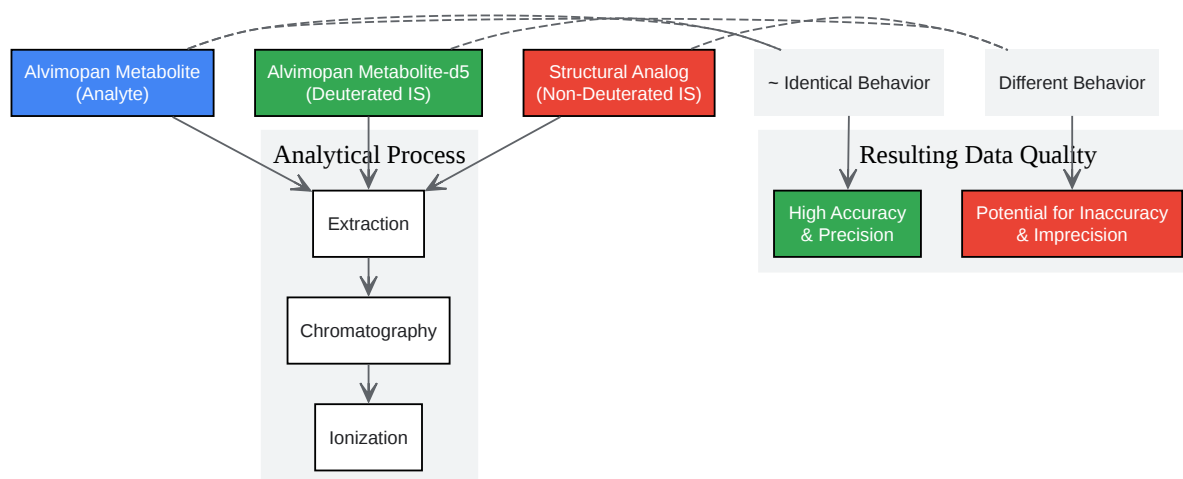 Alvimopan Metabolite
(Analyte)
Alvimopan Metabolite-d5
(Deuterated IS)
Structural Analog
(Non-Deuterated IS)
~ Identical Behavior
Different Behavior
Analytical Process
Resulting Data Quality
Extraction
High Accuracy
& Precision
Potential for Inaccuracy
& Imprecision
Chromatography
Ionization